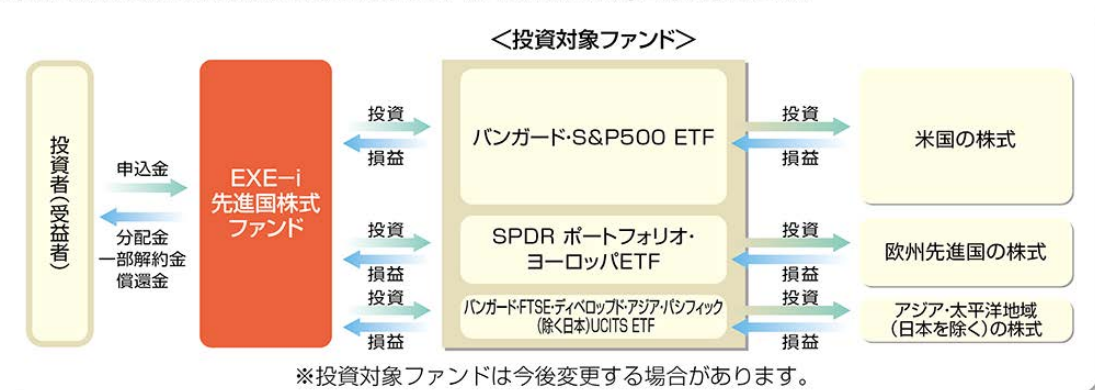 <投資対象ファンド>
投資者(受益者)
申込金
分配金
一部解約金
償還金
EXE-i
先進国株式
ファンド
投資
損益
バンガード・S&P500 ETF
投資
損益
米国の株式
投資
損益
SPDR ポートフォリオ・
ヨーロッパETF
投資
損益
欧州先進国の株式
投資
損益
バンガード・FTSE・ディベロップド・アジア・パシフィック
(除く日本)UCITS ETF
投資
損益
アジア・太平洋地域
(日本を除く)の株式
※投資対象ファンドは今後変更する場合があります。